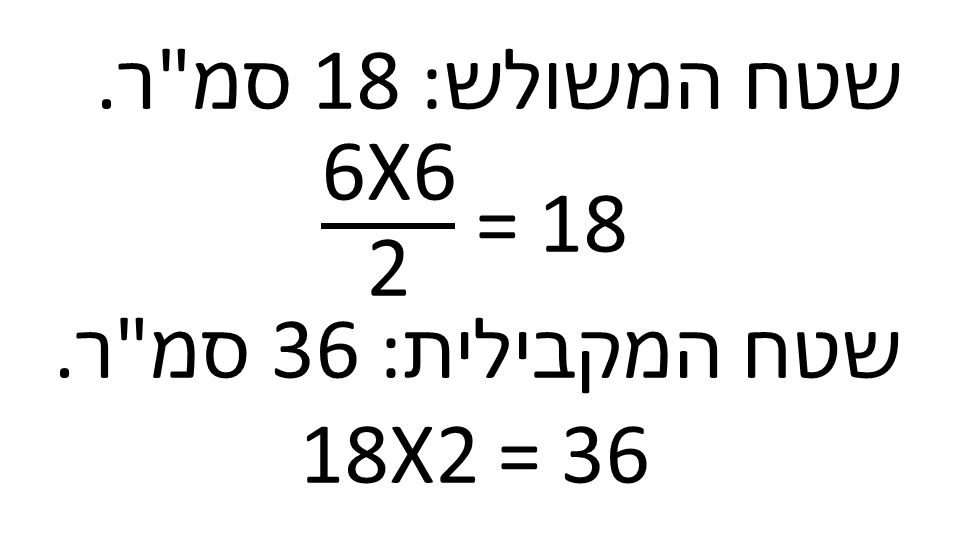 שטח המשולש: 18 סמ"ר.
6X6
2
= 18
שטח המקבילית: 36 סמ"ר.
18X2 = 36